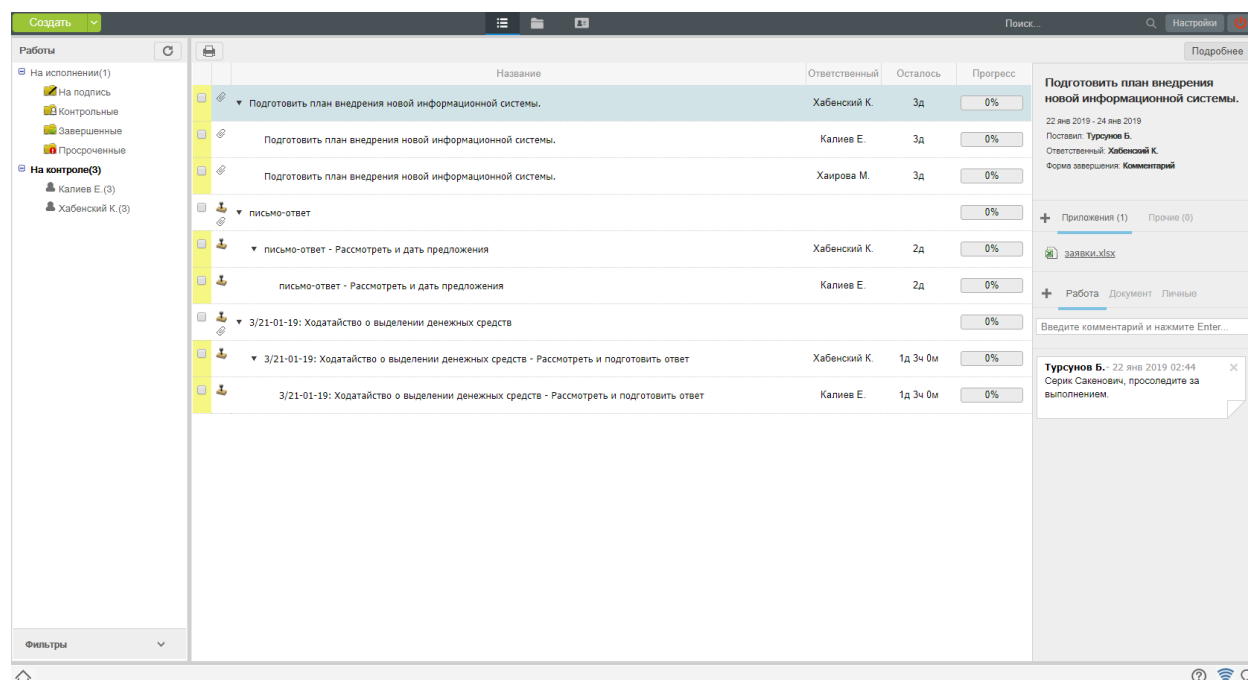 Создать
Поиск...
Настройки
Работы
Подробнее
На исполнении(1)
На подпись
Контрольные
Завершенные
Просроченные
На контроле(3)
Калиев Е.(3)
Хабенский К.(3)
Фильтры
Название Ответственный Осталось Прогресс
Подготовить план внедрения новой информационной системы. Хабенский К. 3д 0%
Подготовить план внедрения новой информационной системы. Калиев Е. 3д 0%
Подготовить план внедрения новой информационной системы. Хаирова М. 3д 0%
письмо-ответ 0%
письмо-ответ - Рассмотреть и дать предложения Хабенский К. 2д 0%
письмо-ответ - Рассмотреть и дать предложения Калиев Е. 2д 0%
3/21-01-19: Ходатайство о выделении денежных средств 0%
3/21-01-19: Ходатайство о выделении денежных средств - Рассмотреть и подготовить ответ Хабенский К. 1д 3ч 0м 0%
3/21-01-19: Ходатайство о выделении денежных средств - Рассмотреть и подготовить ответ Калиев Е. 1д 3ч 0м 0%
Подготовить план внедрения
новой информационной системы.
22 янв 2019 - 24 янв 2019
Поставил: Турсунов Б.
Ответственный: Хабенский К.
Форма завершения: Комментарий
Приложения (1) Прочие (0)
заявки.xlsx
Работа Документ Личные
Введите комментарий и нажмите Enter...
Турсунов Б. - 22 янв 2019 02:44
Серик Сакенович, проследите за
выполнением.